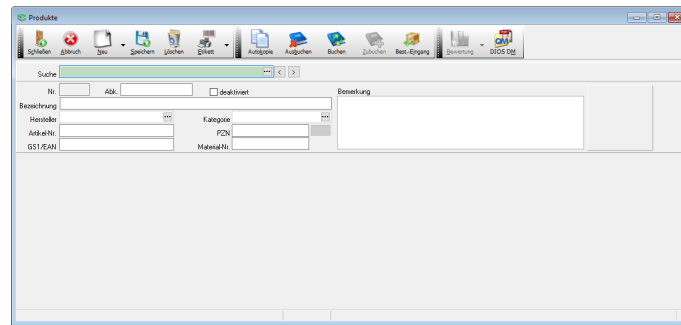 Produkte
Schließen Abbruch Neu Speichern Löschen Etikett Autokopie Ausbuchen Buchen Zubuchen Best.-Eingang Bewertung DIOS DM
Suche ... < >
Nr. Abk. deaktiviert Bemerkung
Bezeichnung
Hersteller ... Kategorie ...
Artikel-Nr. PZN
GS1/EAN Material-Nr.